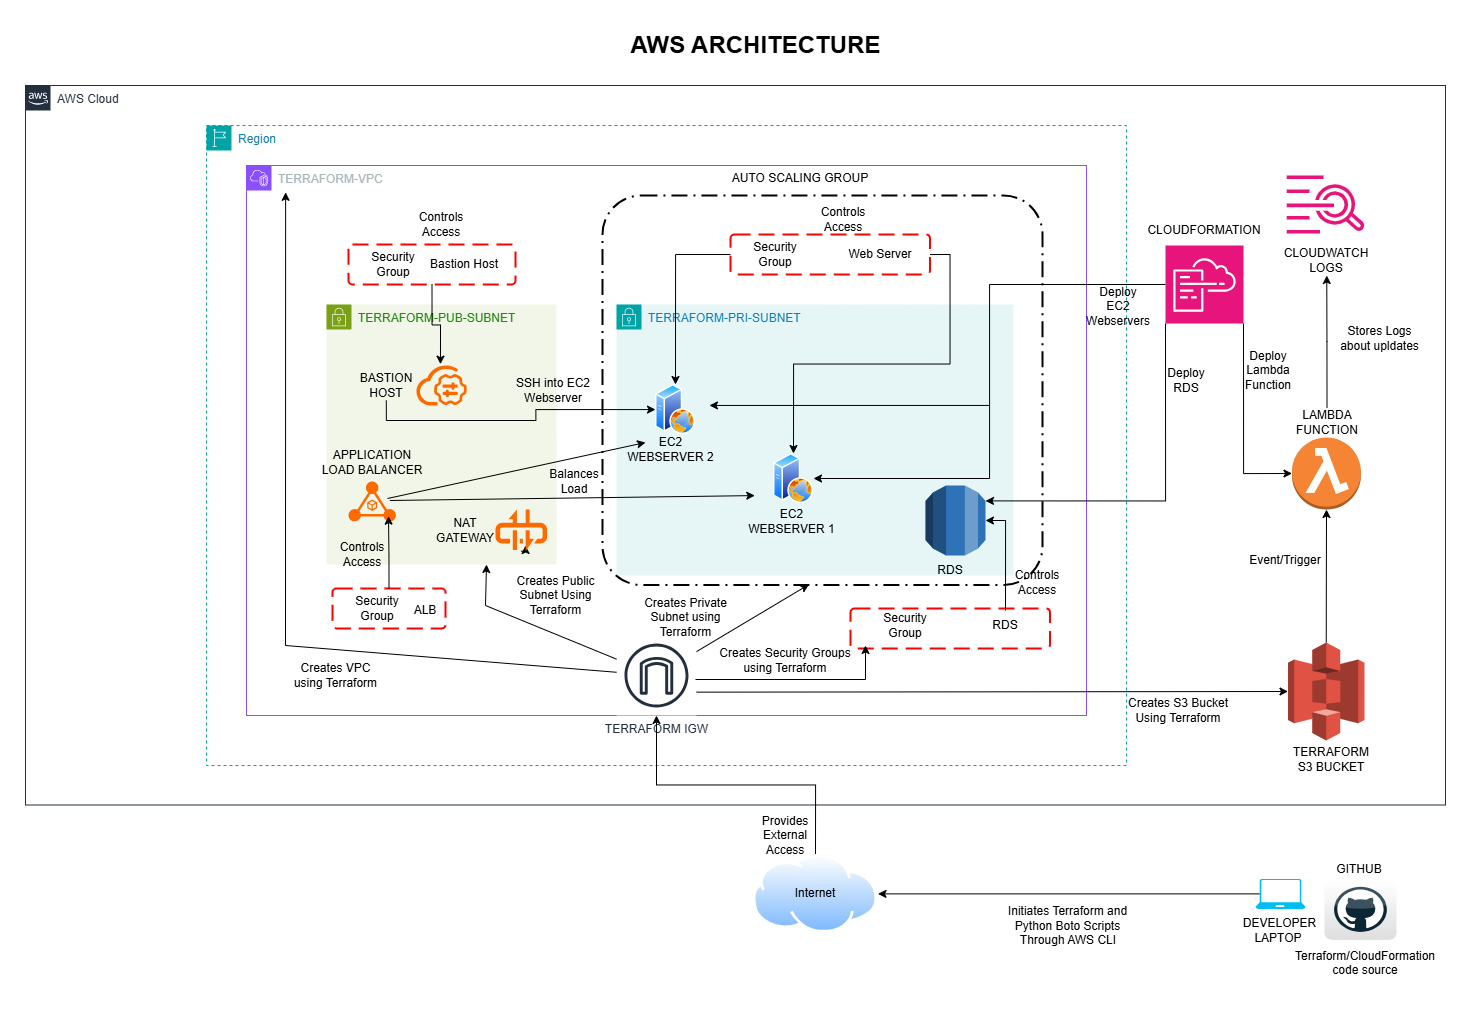 AWS ARCHITECTURE
aws
AWS Cloud
Region
TERRAFORM-VPC
AUTO SCALING GROUP
Controls
Access
Security
Group
Bastion Host
Controls
Access
Security
Group
Web Server
CLOUDFORMATION
CLOUDWATCH
LOGS
Deploy
EC2
Webservers
TERRAFORM-PUB-SUBNET
TERRAFORM-PRI-SUBNET
Stores Logs
about upldates
Deploy
RDS
Deploy
Lambda
Function
BASTION
HOST
SSH into EC2
Webserver
LAMBDA
FUNCTION
EC2
WEBSERVER 2
APPLICATION
LOAD BALANCER
Balances
Load
EC2
WEBSERVER 1
NAT
GATEWAY
Controls
Access
RDS
Event/Trigger
Controls
Access
Security
Group
ALB
Creates Public
Subnet Using
Terraform
Creates Private
Subnet using
Terraform
Security
Group
RDS
Creates Security Groups
using Terraform
Creates VPC
using Terraform
Creates S3 Bucket
Using Terraform
TERRAFORM IGW
TERRAFORM
S3 BUCKET
Provides
External
Access
Internet
Initiates Terraform and
Python Boto Scripts
Through AWS CLI
DEVELOPER
LAPTOP
GITHUB
Terraform/CloudFormation
code source